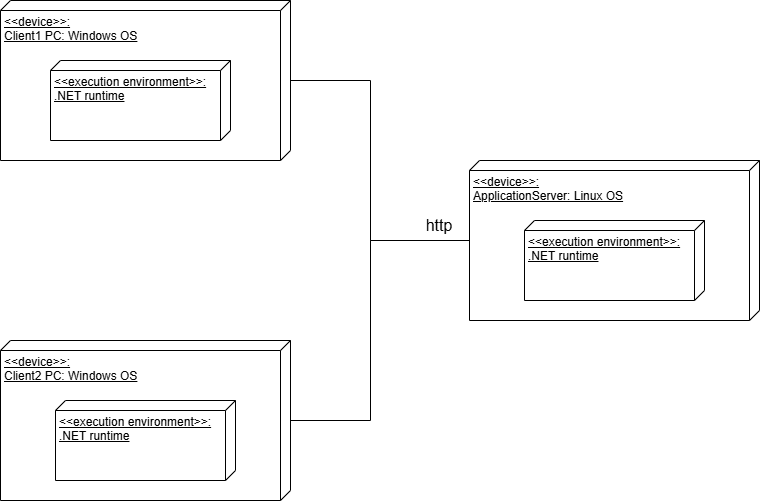 <<device>>:
Client1 PC: Windows OS
<<execution environment>>:
.NET runtime
<<device>>:
ApplicationServer: Linux OS
http
<<execution environment>>:
.NET runtime
<<device>>:
Client2 PC: Windows OS
<<execution environment>>:
.NET runtime